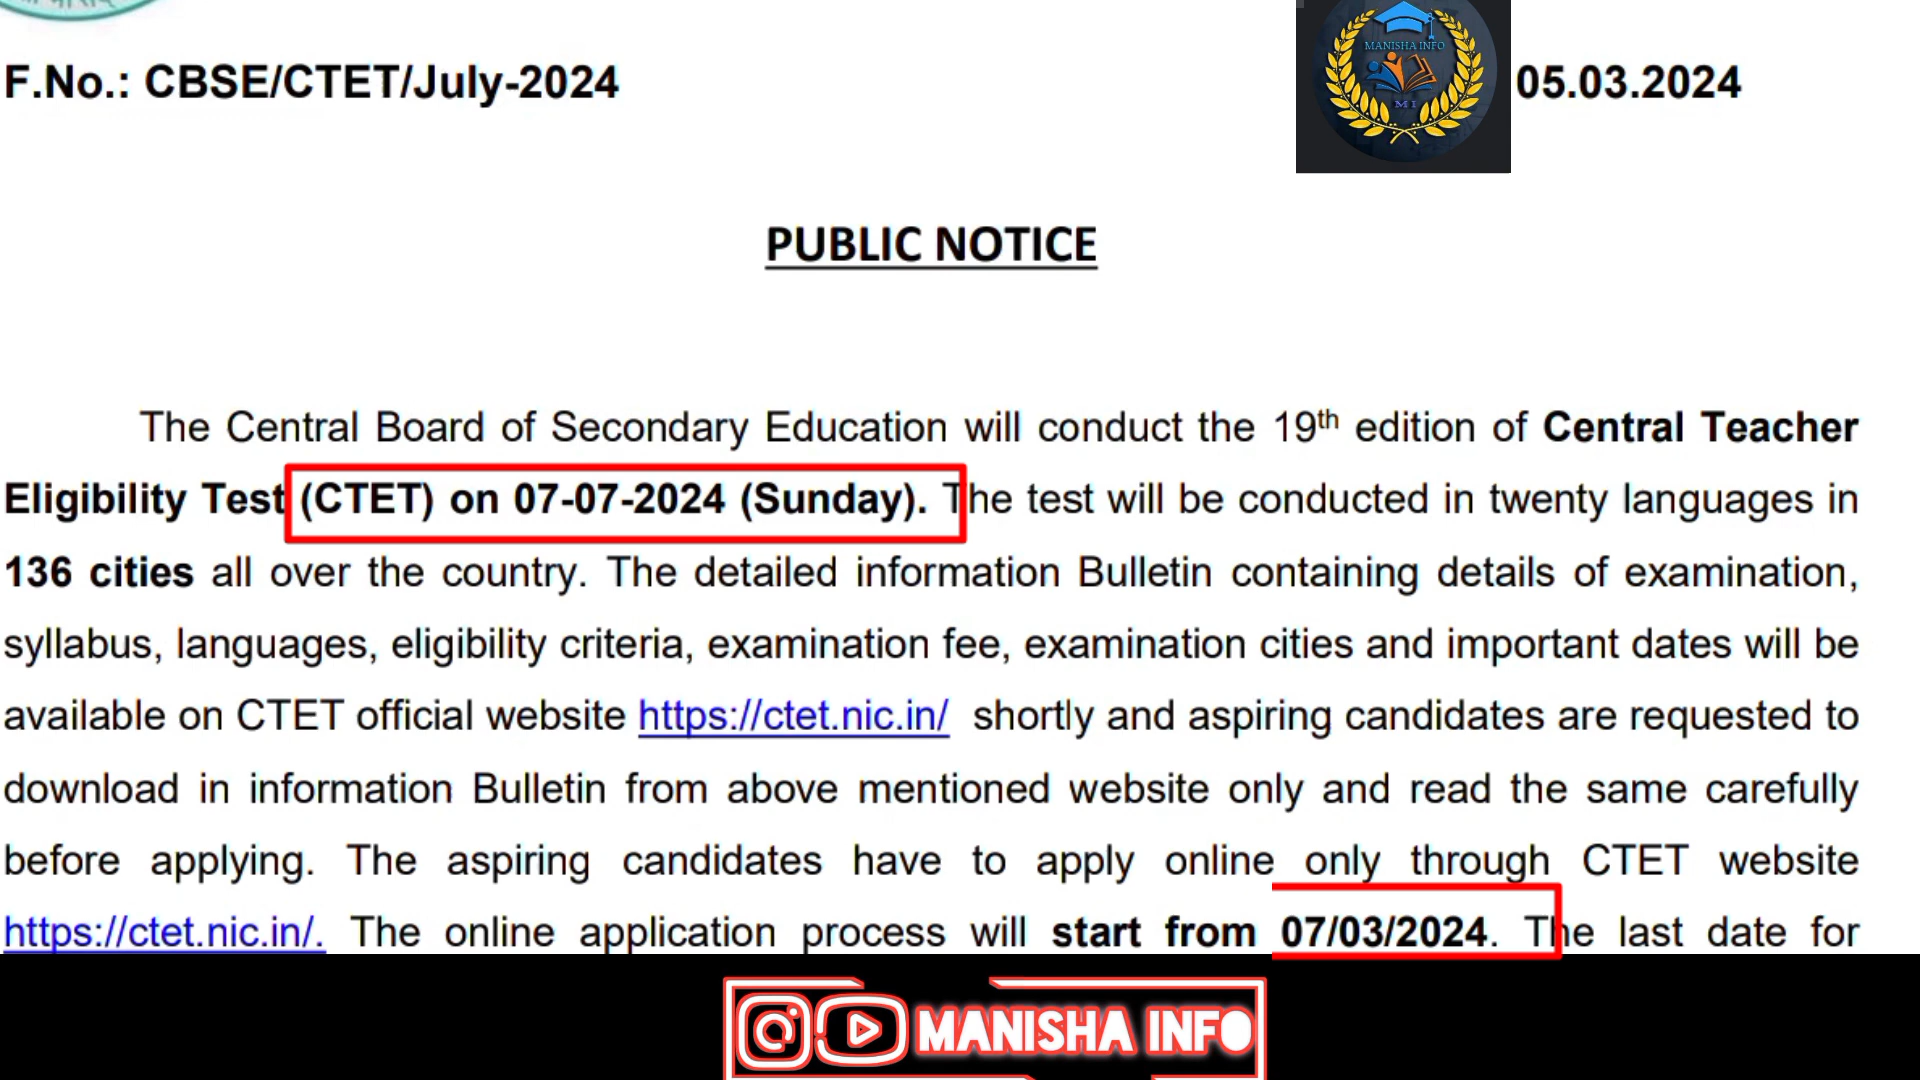 F.No.: CBSE/CTET/July-2024
MANISHA INFO
M I
05.03.2024
PUBLIC NOTICE
The Central Board of Secondary Education will conduct the 19th edition of Central Teacher
Eligibility Test (CTET) on 07-07-2024 (Sunday). The test will be conducted in twenty languages in
136 cities all over the country. The detailed information Bulletin containing details of examination,
syllabus, languages, eligibility criteria, examination fee, examination cities and important dates will be
available on CTET official website https://ctet.nic.in/ shortly and aspiring candidates are requested to
download in information Bulletin from above mentioned website only and read the same carefully
before applying. The aspiring candidates have to apply online only through CTET website
https://ctet.nic.in/. The online application process will start from 07/03/2024. The last date for
MANISHA INFO